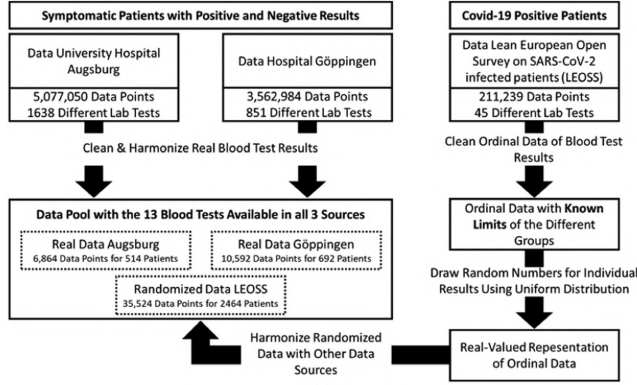 Symptomatic Patients with Positive and Negative Results
Data University Hospital
Augsburg
5,077,050 Data Points
1638 Different Lab Tests
Data Hospital Göppingen
3,562,984 Data Points
851 Different Lab Tests
Clean & Harmonize Real Blood Test Results
Data Pool with the 13 Blood Tests Available in all 3 Sources
Real Data Augsburg
6,864 Data Points for 514 Patients
Real Data Göppingen
10,592 Data Points for 692 Patients
Randomized Data LEOSS
35,524 Data Points for 2464 Patients
Covid-19 Positive Patients
Data Lean European Open
Survey on SARS-CoV-2
infected patients (LEOSS)
211,239 Data Points
45 Different Lab Tests
Clean Ordinal Data of Blood Test
Results
Ordinal Data with Known
Limits of the Different
Groups
Draw Random Numbers for Individual
Results Using Uniform Distribution
Real-Valued Representation
of Ordinal Data
Harmonize Randomized
Data with Other Data
Sources